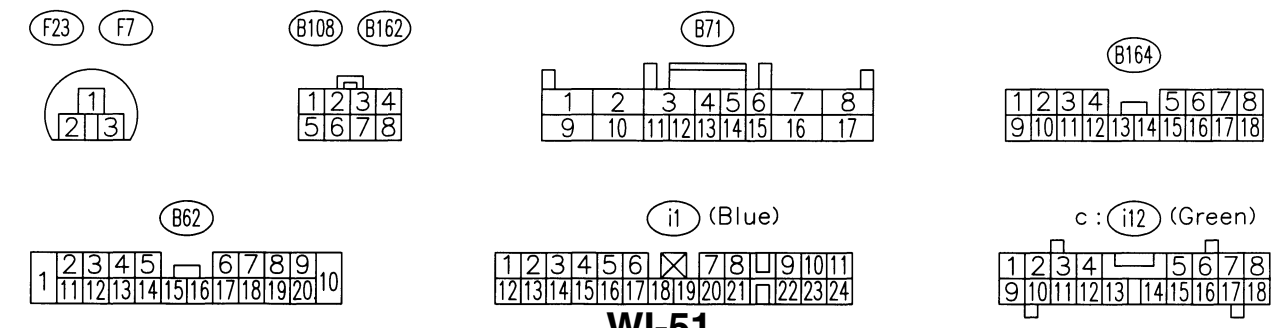 F23 F7 B108 B162 B71 B164
1
2 3
1 2 3 4
5 6 7 8
1 2 3 4 5 6 7 8
9 10 11 12 13 14 15 16 17
1 2 3 4 5 6 7 8
9 10 11 12 13 14 15 16 17 18
B62 i1 (Blue) c : i12 (Green)
1 2 3 4 5 6 7 8 9 10
11 12 13 14 15 16 17 18 19 20
1 2 3 4 5 6 7 8 9 10 11
12 13 14 15 16 17 18 19 20 21 22 23 24
1 2 3 4 5 6 7 8
9 10 11 12 13 14 15 16 17 18
WI-51